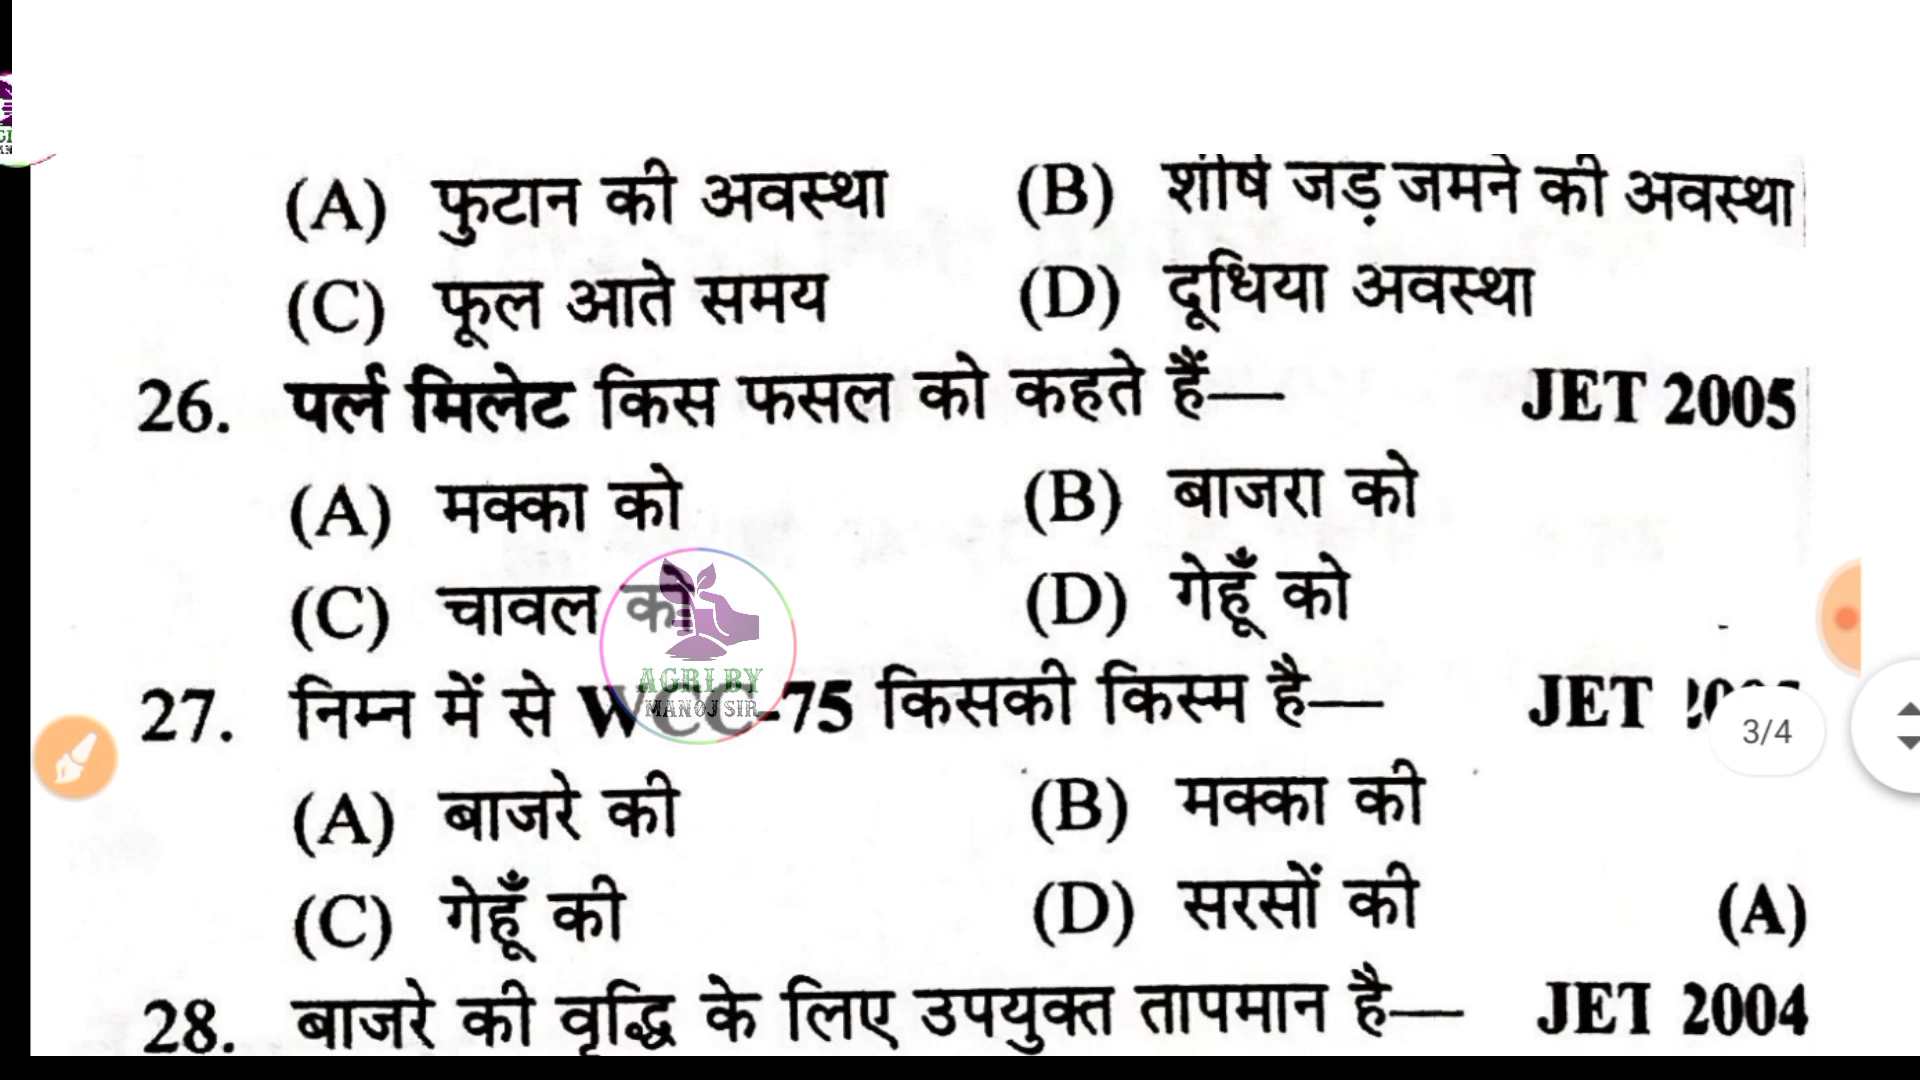 (A) फुटान की अवस्था (B) शीर्ष जड़ जमने की अवस्था
(C) फूल आते समय (D) दूधिया अवस्था
26. पर्ल मिलेट किस फसल को कहते हैं— JET 2005
(A) मक्का को (B) बाजरा को
(C) चावल को (D) गेहूँ को
27. निम्न में से WCC-75 किसकी किस्म है— JET
AGRI BY
MANOJ SIR
3/4
(A) बाजरे की (B) मक्का की
(C) गेहूँ की (D) सरसों की (A)
28. बाजरे की वृद्धि के लिए उपयुक्त तापमान है— JET 2004